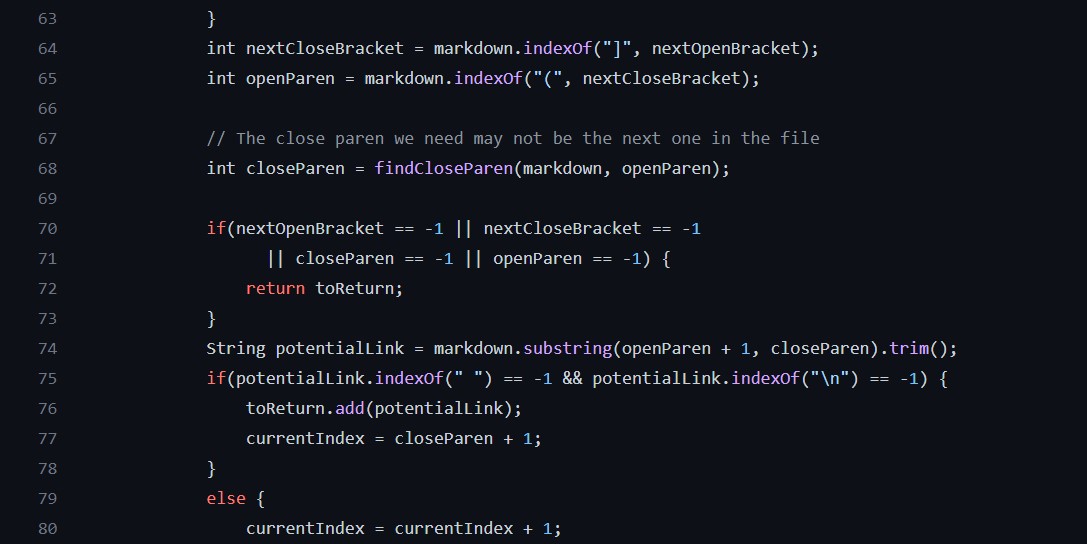 63 }
64 int nextCloseBracket = markdown.indexOf("]", nextOpenBracket);
65 int openParen = markdown.indexOf("(", nextCloseBracket);
66
67 // The close paren we need may not be the next one in the file
68 int closeParen = findCloseParen(markdown, openParen);
69
70 if(nextOpenBracket == -1 || nextCloseBracket == -1
71 || closeParen == -1 || openParen == -1) {
72 return toReturn;
73 }
74 String potentialLink = markdown.substring(openParen + 1, closeParen).trim();
75 if(potentialLink.indexOf(" ") == -1 && potentialLink.indexOf("\n") == -1) {
76 toReturn.add(potentialLink);
77 currentIndex = closeParen + 1;
78 }
79 else {
80 currentIndex = currentIndex + 1;